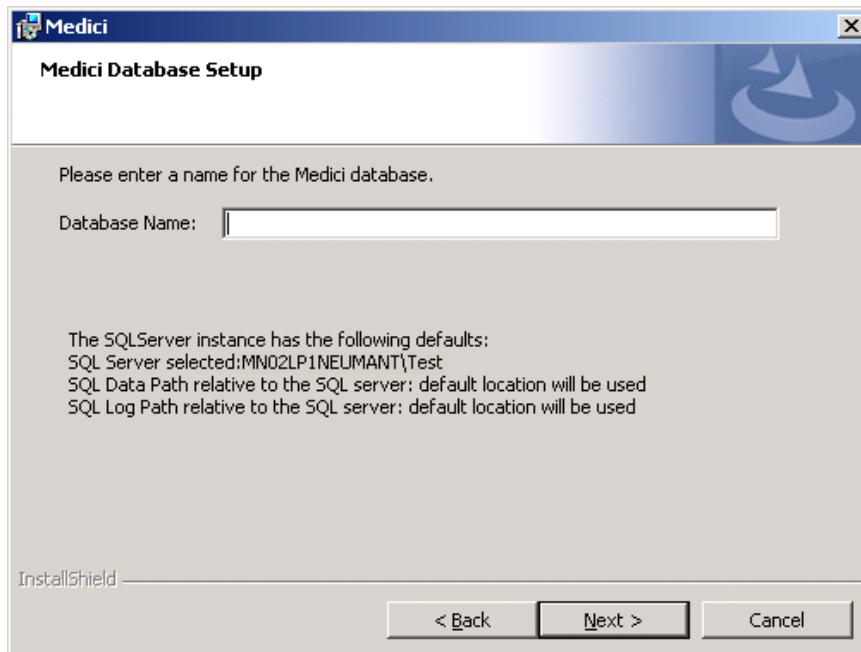 Medici
Medici Database Setup
Please enter a name for the Medici database.
Database Name:
The SQLServer instance has the following defaults:
SQL Server selected:MN02LP1NEUMANT\Test
SQL Data Path relative to the SQL server: default location will be used
SQL Log Path relative to the SQL server: default location will be used
InstallShield
< Back Next > Cancel